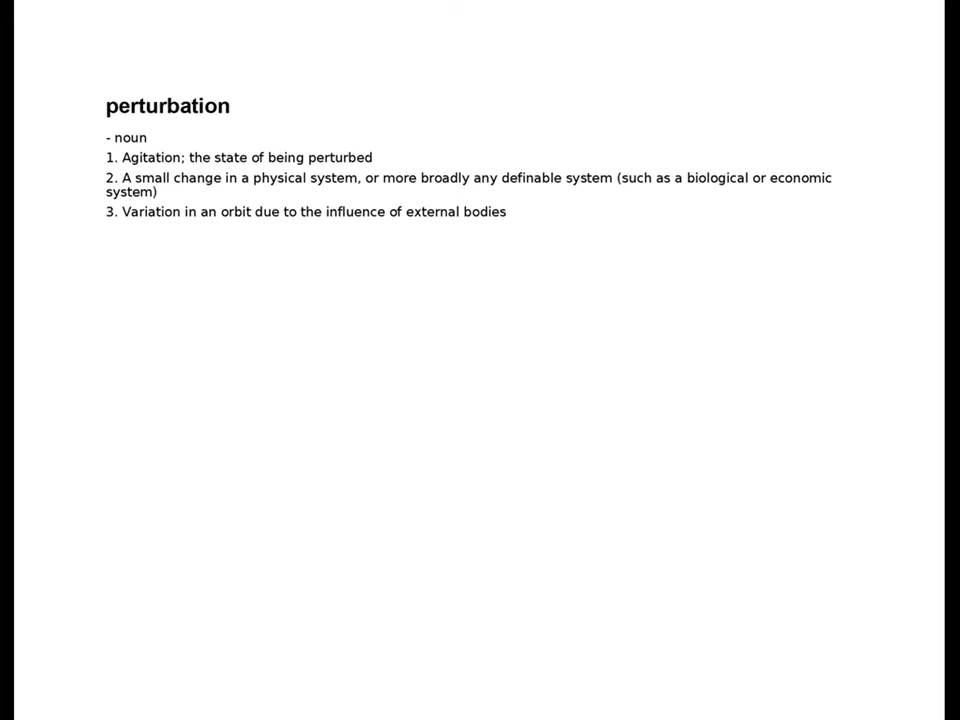 perturbation
- noun
1. Agitation; the state of being perturbed
2. A small change in a physical system, or more broadly any definable system (such as a biological or economic
system)
3. Variation in an orbit due to the influence of external bodies